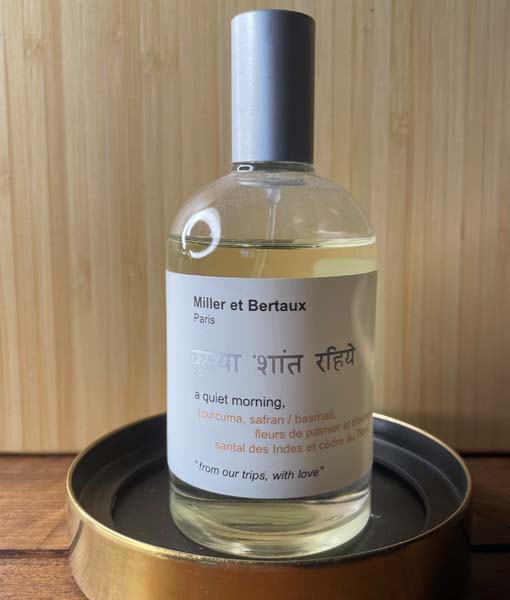 Miller et Bertaux
Paris
कृपया शांत रहिये
a quiet morning,
(curcuma, safran / basmati,
fleurs de palmier et
santal des Indes et cèdre du
"from our trips, with love"